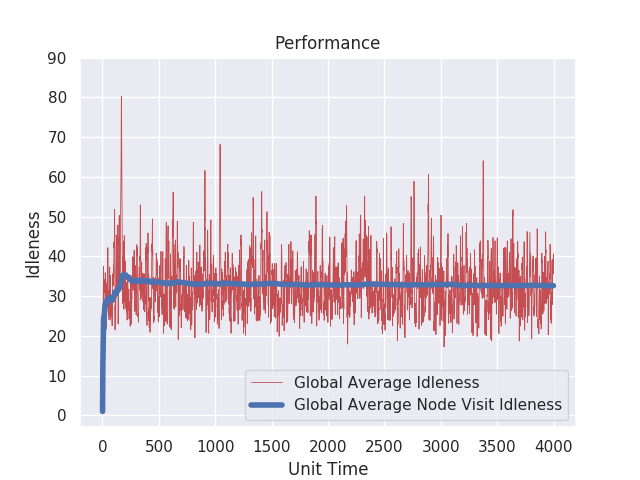 Performance
90
80
70
60
50
40
30
20
10
0
Idleness
Global Average Idleness
Global Average Node Visit Idleness
0 500 1000 1500 2000 2500 3000 3500 4000
Unit Time